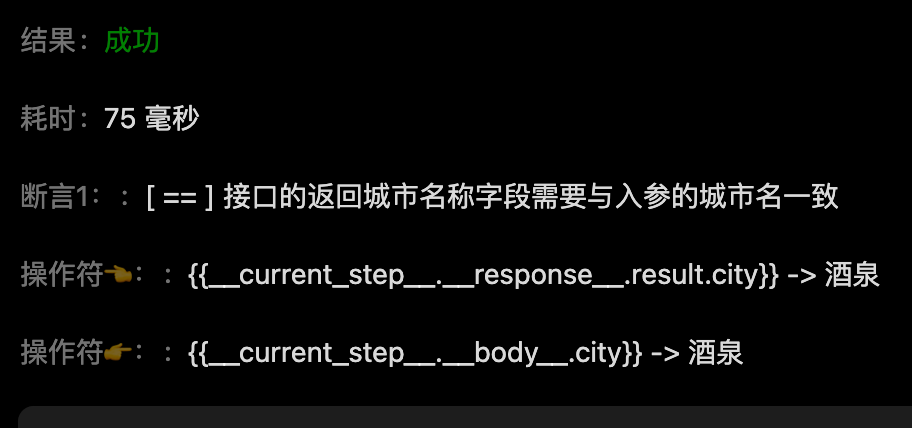 结果：成功
耗时：75 毫秒
断言1：：[ == ] 接口的返回城市名称字段需要与入参的城市名一致
操作符👈：：{{__current_step__.__response__.result.city}} -> 酒泉
操作符👉：：{{__current_step__.__body__.city}} -> 酒泉